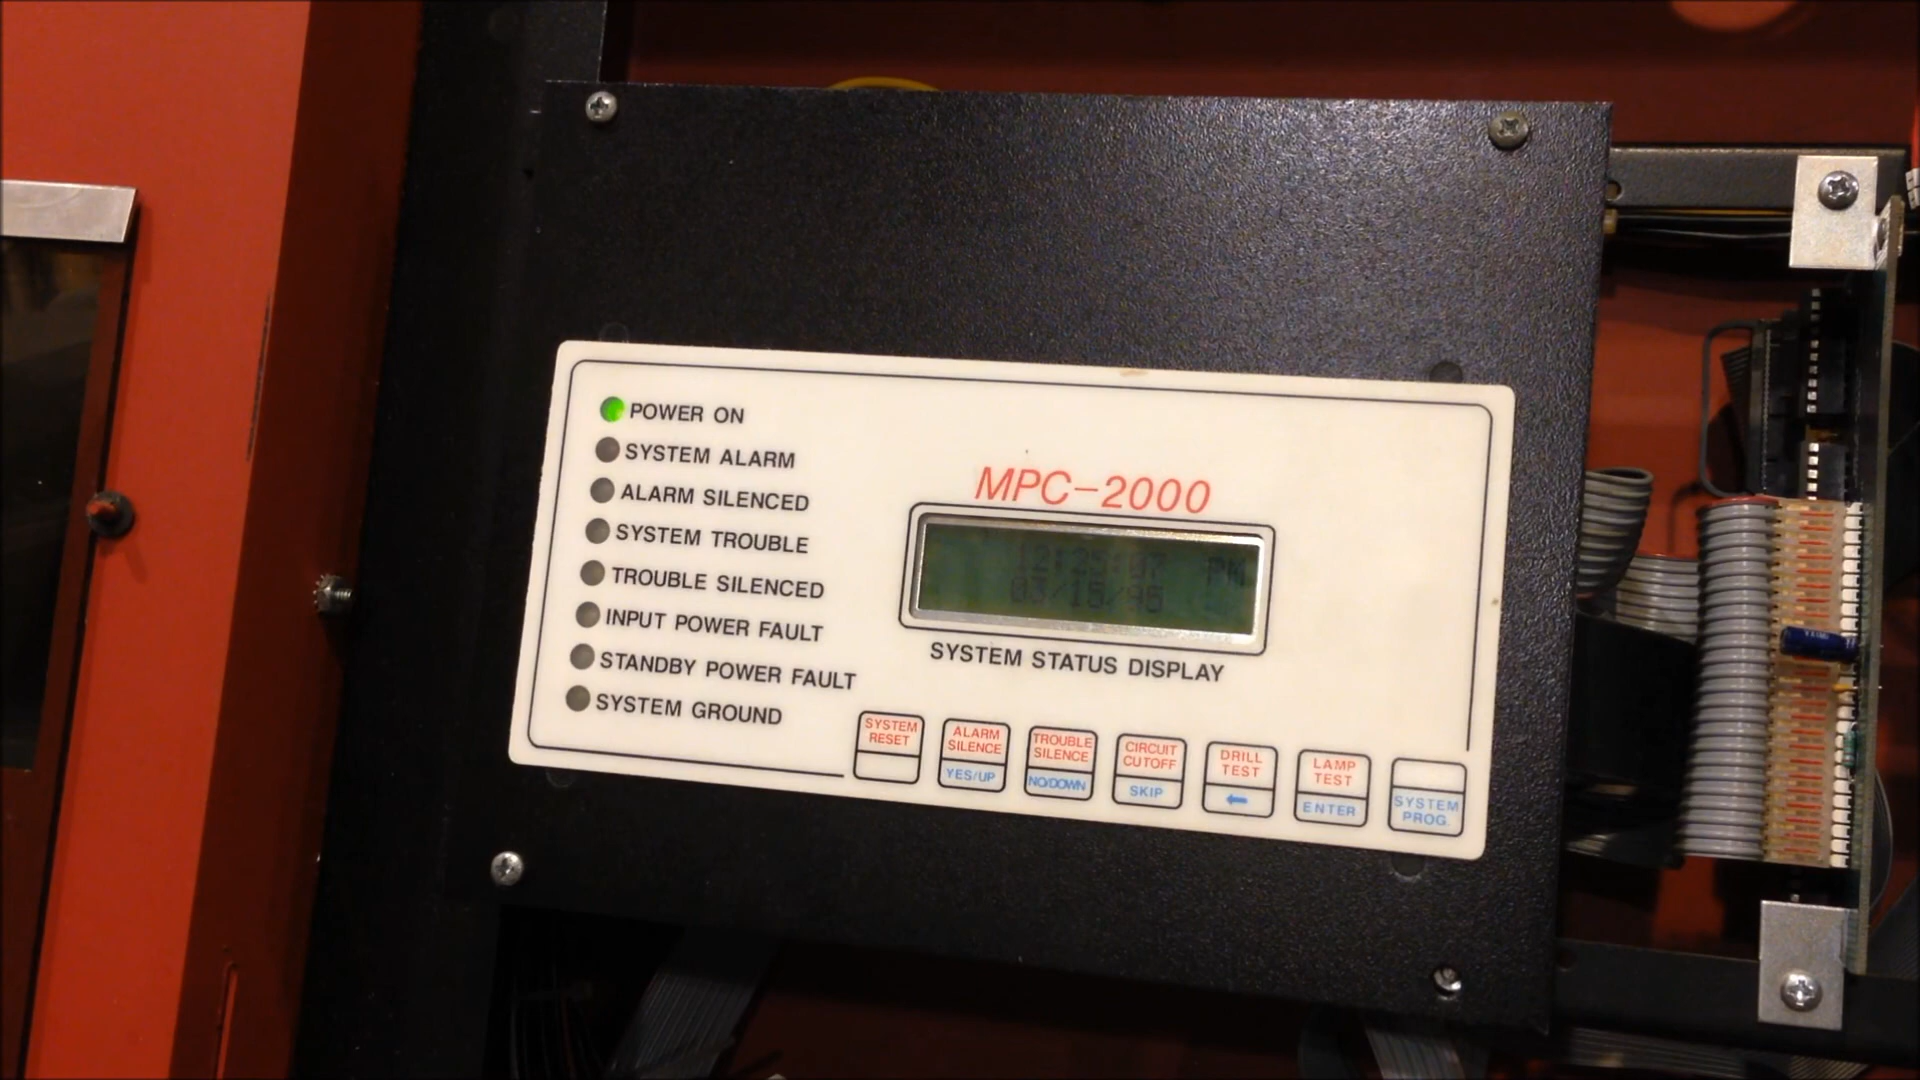 POWER ON
SYSTEM ALARM
ALARM SILENCED
SYSTEM TROUBLE
TROUBLE SILENCED
INPUT POWER FAULT
STANDBY POWER FAULT
SYSTEM GROUND
MPC-2000
PM
SYSTEM STATUS DISPLAY
SYSTEM
RESET
ALARM
SILENCE
YES/UP
TROUBLE
SILENCE
NO/DOWN
CIRCUIT
CUTOFF
SKIP
DRILL
TEST
←
LAMP
TEST
ENTER
SYSTEM
PROG.